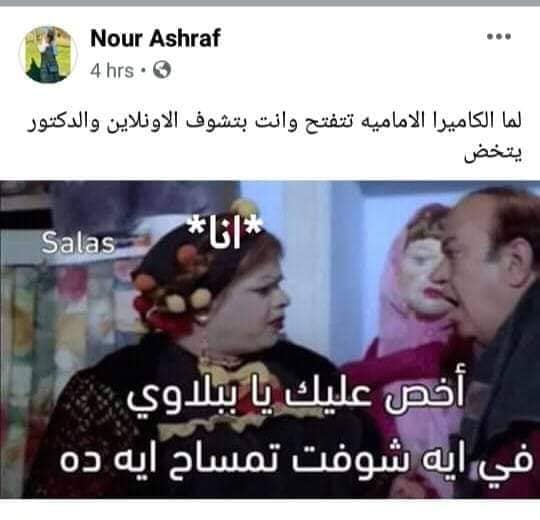 Nour Ashraf
4 hrs
لما الكاميرا الاماميه تتفتح وانت بتشوف الاونلاين والدكتور
يتخض
*انا*
Salas
أخص عليك يا ببلاوي
في ايه شوفت تمساح ايه ده